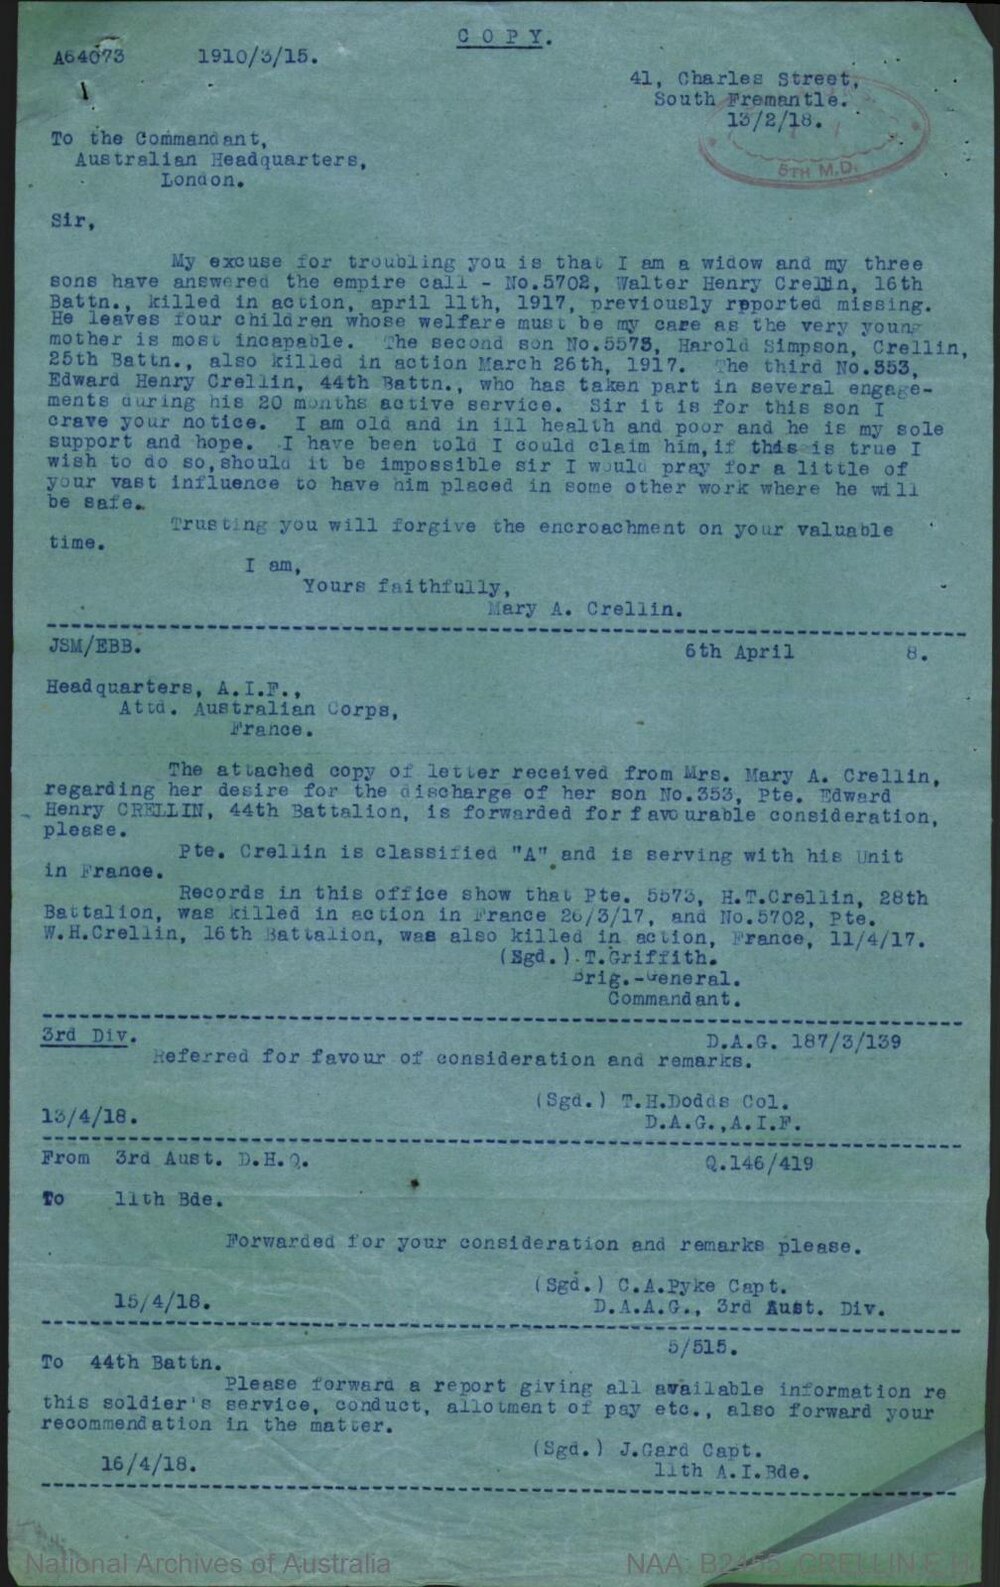 COPY.
A64073 1910/3/15.
41, Charles Street,
South Fremantle.
13/2/18.
5TH M.D.
To the Commandant,
Australian Headquarters,
London.
Sir,
My excuse for troubling you is that I am a widow and my three
sons have answered the empire call - No.5702, Walter Henry Crellin, 16th
Battn., killed in action, april 11th, 1917, previously reported missing.
He leaves four children whose welfare must be my care as the very young
mother is most incapable. The second son No.5573, Harold Simpson, Crellin,
25th Battn., also killed in action March 26th, 1917. The third No.353,
Edward Henry Crellin, 44th Battn., who has taken part in several engage-
ments during his 20 months active service. Sir it is for this son I
crave your notice. I am old and in ill health and poor and he is my sole
support and hope. I have been told I could claim him, if this is true I
wish to do so, should it be impossible sir I would pray for a little of
your vast influence to have him placed in some other work where he will
be safe.
Trusting you will forgive the encroachment on your valuable
time.
I am,
Yours faithfully,
Mary A. Crellin.
JSM/EBB. 6th April 8.
Headquarters, A.I.F.,
Attd. Australian Corps,
France.
The attached copy of letter received from Mrs. Mary A. Crellin,
regarding her desire for the discharge of her son No.353, Pte. Edward
Henry CRELLIN, 44th Battalion, is forwarded for favourable consideration,
please.
Pte. Crellin is classified "A" and is serving with his Unit
in France.
Records in this office show that Pte. 5573, H.T.Crellin, 28th
Battalion, was killed in action in France 26/3/17, and No.5702, Pte.
W.H.Crellin, 16th Battalion, was also killed in action, France, 11/4/17.
(Sgd.).T.Griffith.
Brig.-General.
Commandant.
3rd Div. D.A.G. 187/3/139
Referred for favour of consideration and remarks.
(Sgd.) T.H.Dodds Col.
13/4/18. D.A.G.,A.I.F.
From 3rd Aust. D.H.Q. Q.146/419
To 11th Bde.
Forwarded for your consideration and remarks please.
(Sgd.) C.A.Pyke Capt.
15/4/18. D.A.A.G., 3rd Aust. Div.
5/515.
To 44th Battn.
Please forward a report giving all available information re
this soldier's service, conduct, allotment of pay etc., also forward your
recommendation in the matter.
(Sgd.) J.Gard Capt.
16/4/18. 11th A.I.Bde.
National Archives of Australia NAA: B2455, CRELLIN E H